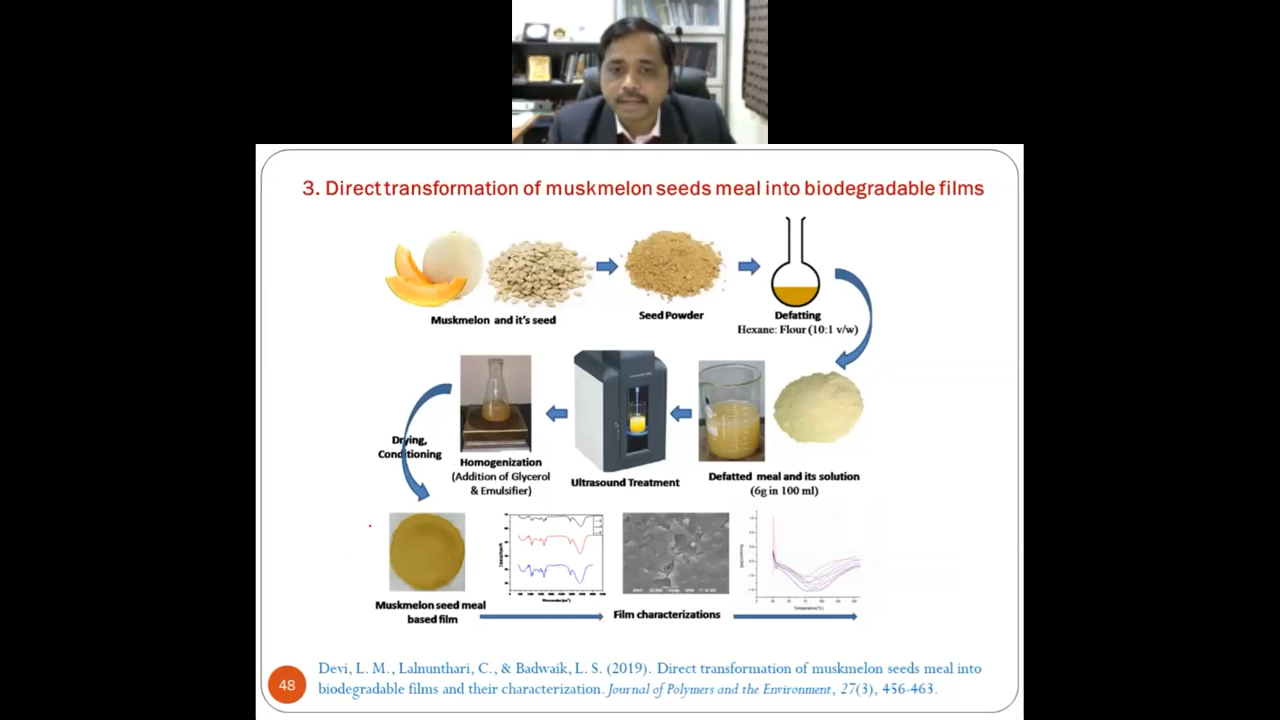 3. Direct transformation of muskmelon seeds meal into biodegradable films
Muskmelon and it's seed
Seed Powder
Defatting
Hexane: Flour (10:1 v/w)
Drying,
Conditioning
Homogenization
(Addition of Glycerol
& Emulsifier)
Ultrasound Treatment
Defatted meal and its solution
(6g in 100 ml)
Muskmelon seed meal
based film
Film characterizations
48
Devi, L. M., Lalnunthari, C., & Badwaik, L. S. (2019). Direct transformation of muskmelon seeds meal into
biodegradable films and their characterization. Journal of Polymers and the Environment, 27(3), 456-463.